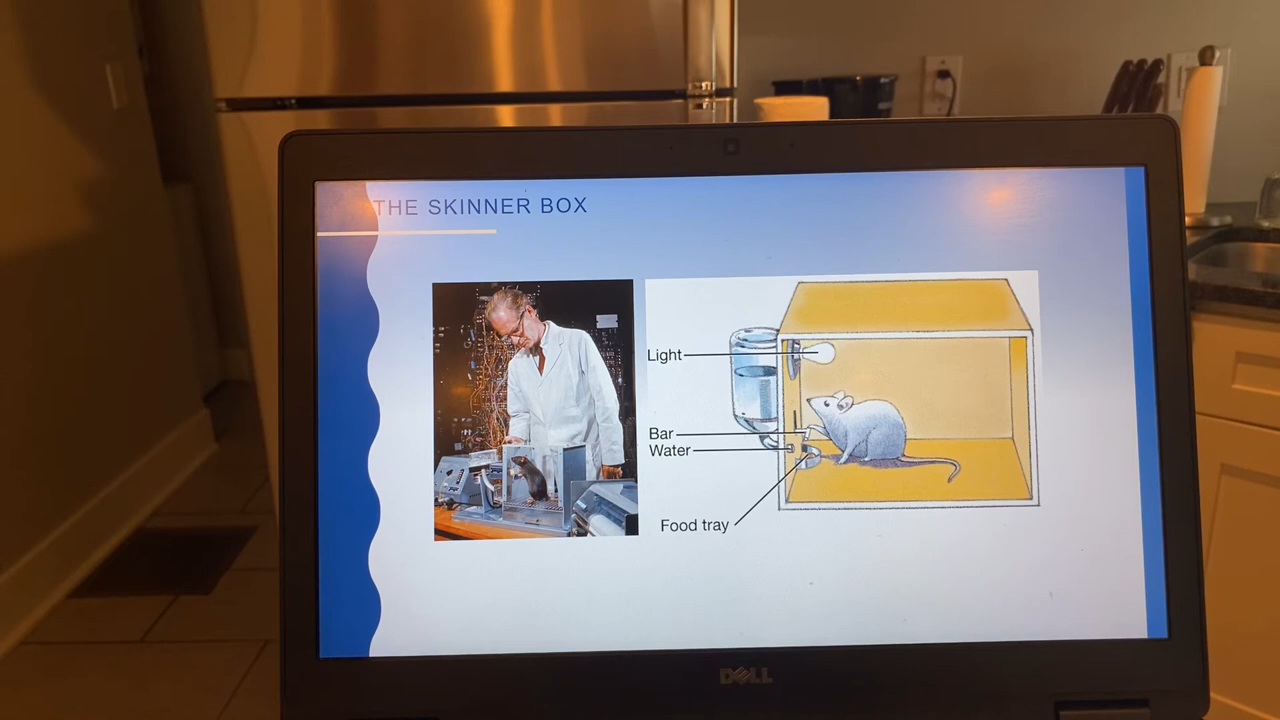 THE SKINNER BOX
Light
Bar
Water
Food tray
DELL